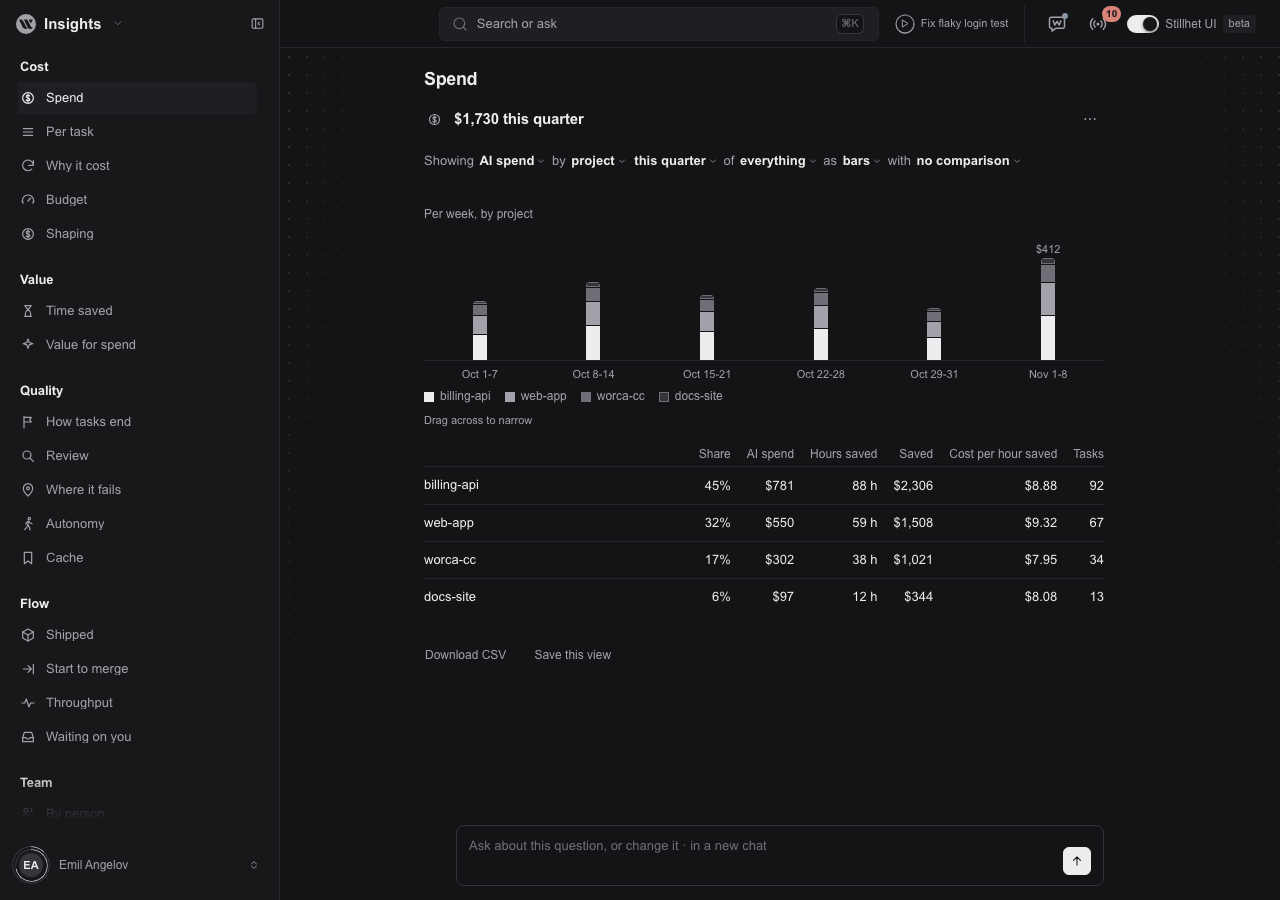 Insights
Search or ask
⌘K
Fix flaky login test
10
Stillhet UI
beta
Cost
Spend
Per task
Why it cost
Budget
Shaping
Value
Time saved
Value for spend
Quality
How tasks end
Review
Where it fails
Autonomy
Cache
Flow
Shipped
Start to merge
Throughput
Waiting on you
Team
By person
EA
Emil Angelov
Spend
$1,730 this quarter
Showing AI spend by project this quarter of everything as bars with no comparison
Per week, by project
$412
Oct 1-7 Oct 8-14 Oct 15-21 Oct 22-28 Oct 29-31 Nov 1-8
billing-api web-app worca-cc docs-site
Drag across to narrow
Share AI spend Hours saved Saved Cost per hour saved Tasks
billing-api 45% $781 88 h $2,306 $8.88 92
web-app 32% $550 59 h $1,508 $9.32 67
worca-cc 17% $302 38 h $1,021 $7.95 34
docs-site 6% $97 12 h $344 $8.08 13
Download CSV Save this view
Ask about this question, or change it · in a new chat